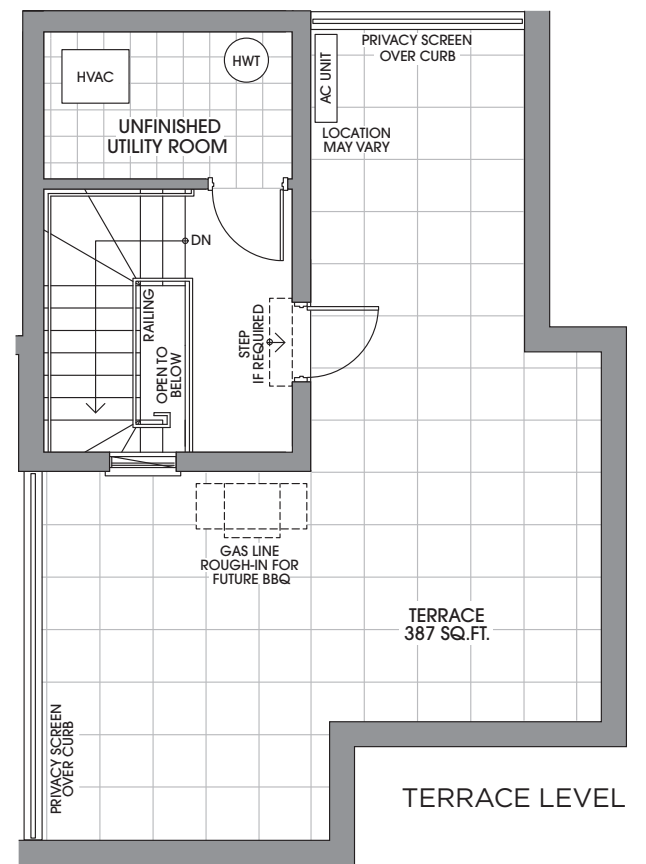 PRIVACY SCREEN
OVER CURB
HVAC
HWT
AC UNIT
UNFINISHED
UTILITY ROOM
LOCATION
MAY VARY
DN
RAILING
OPEN TO
BELOW
STEP
IF REQUIRED
GAS LINE
ROUGH-IN FOR
FUTURE BBQ
TERRACE
387 SQ.FT.
PRIVACY SCREEN
OVER CURB
TERRACE LEVEL